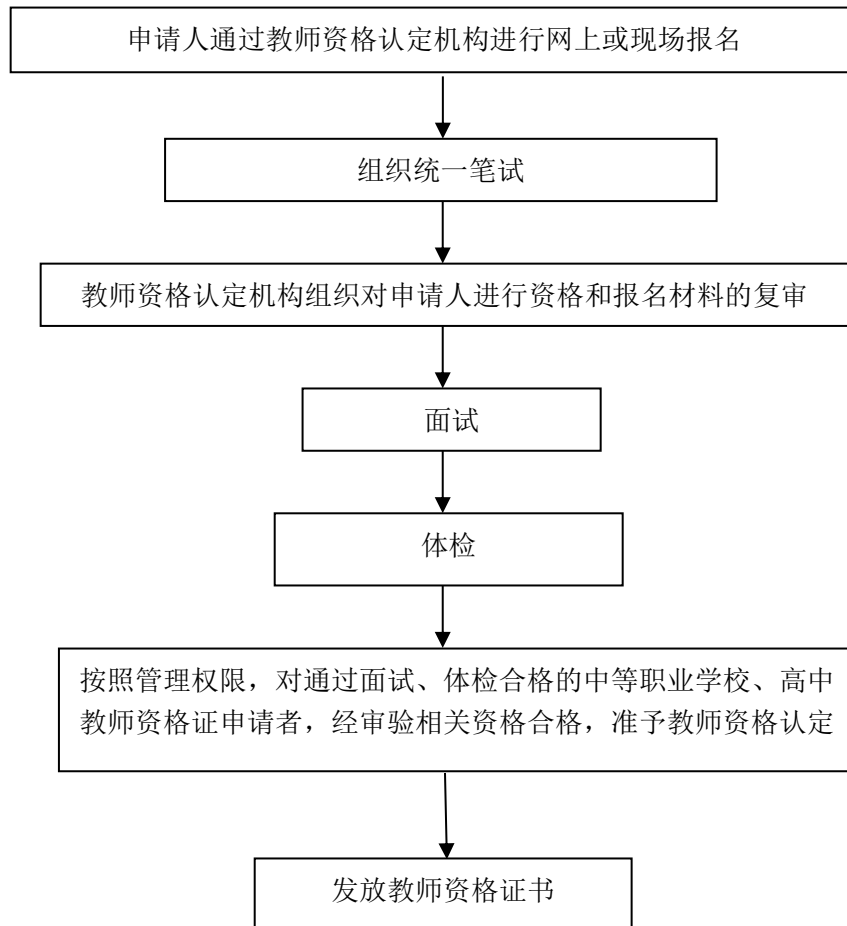 申请人通过教师资格认定机构进行网上或现场报名
组织统一笔试
教师资格认定机构组织对申请人进行资格和报名材料的复审
面试
体检
按照管理权限，对通过面试、体检合格的中等职业学校、高中
教师资格证申请者，经审验相关资格合格，准予教师资格认定
发放教师资格证书